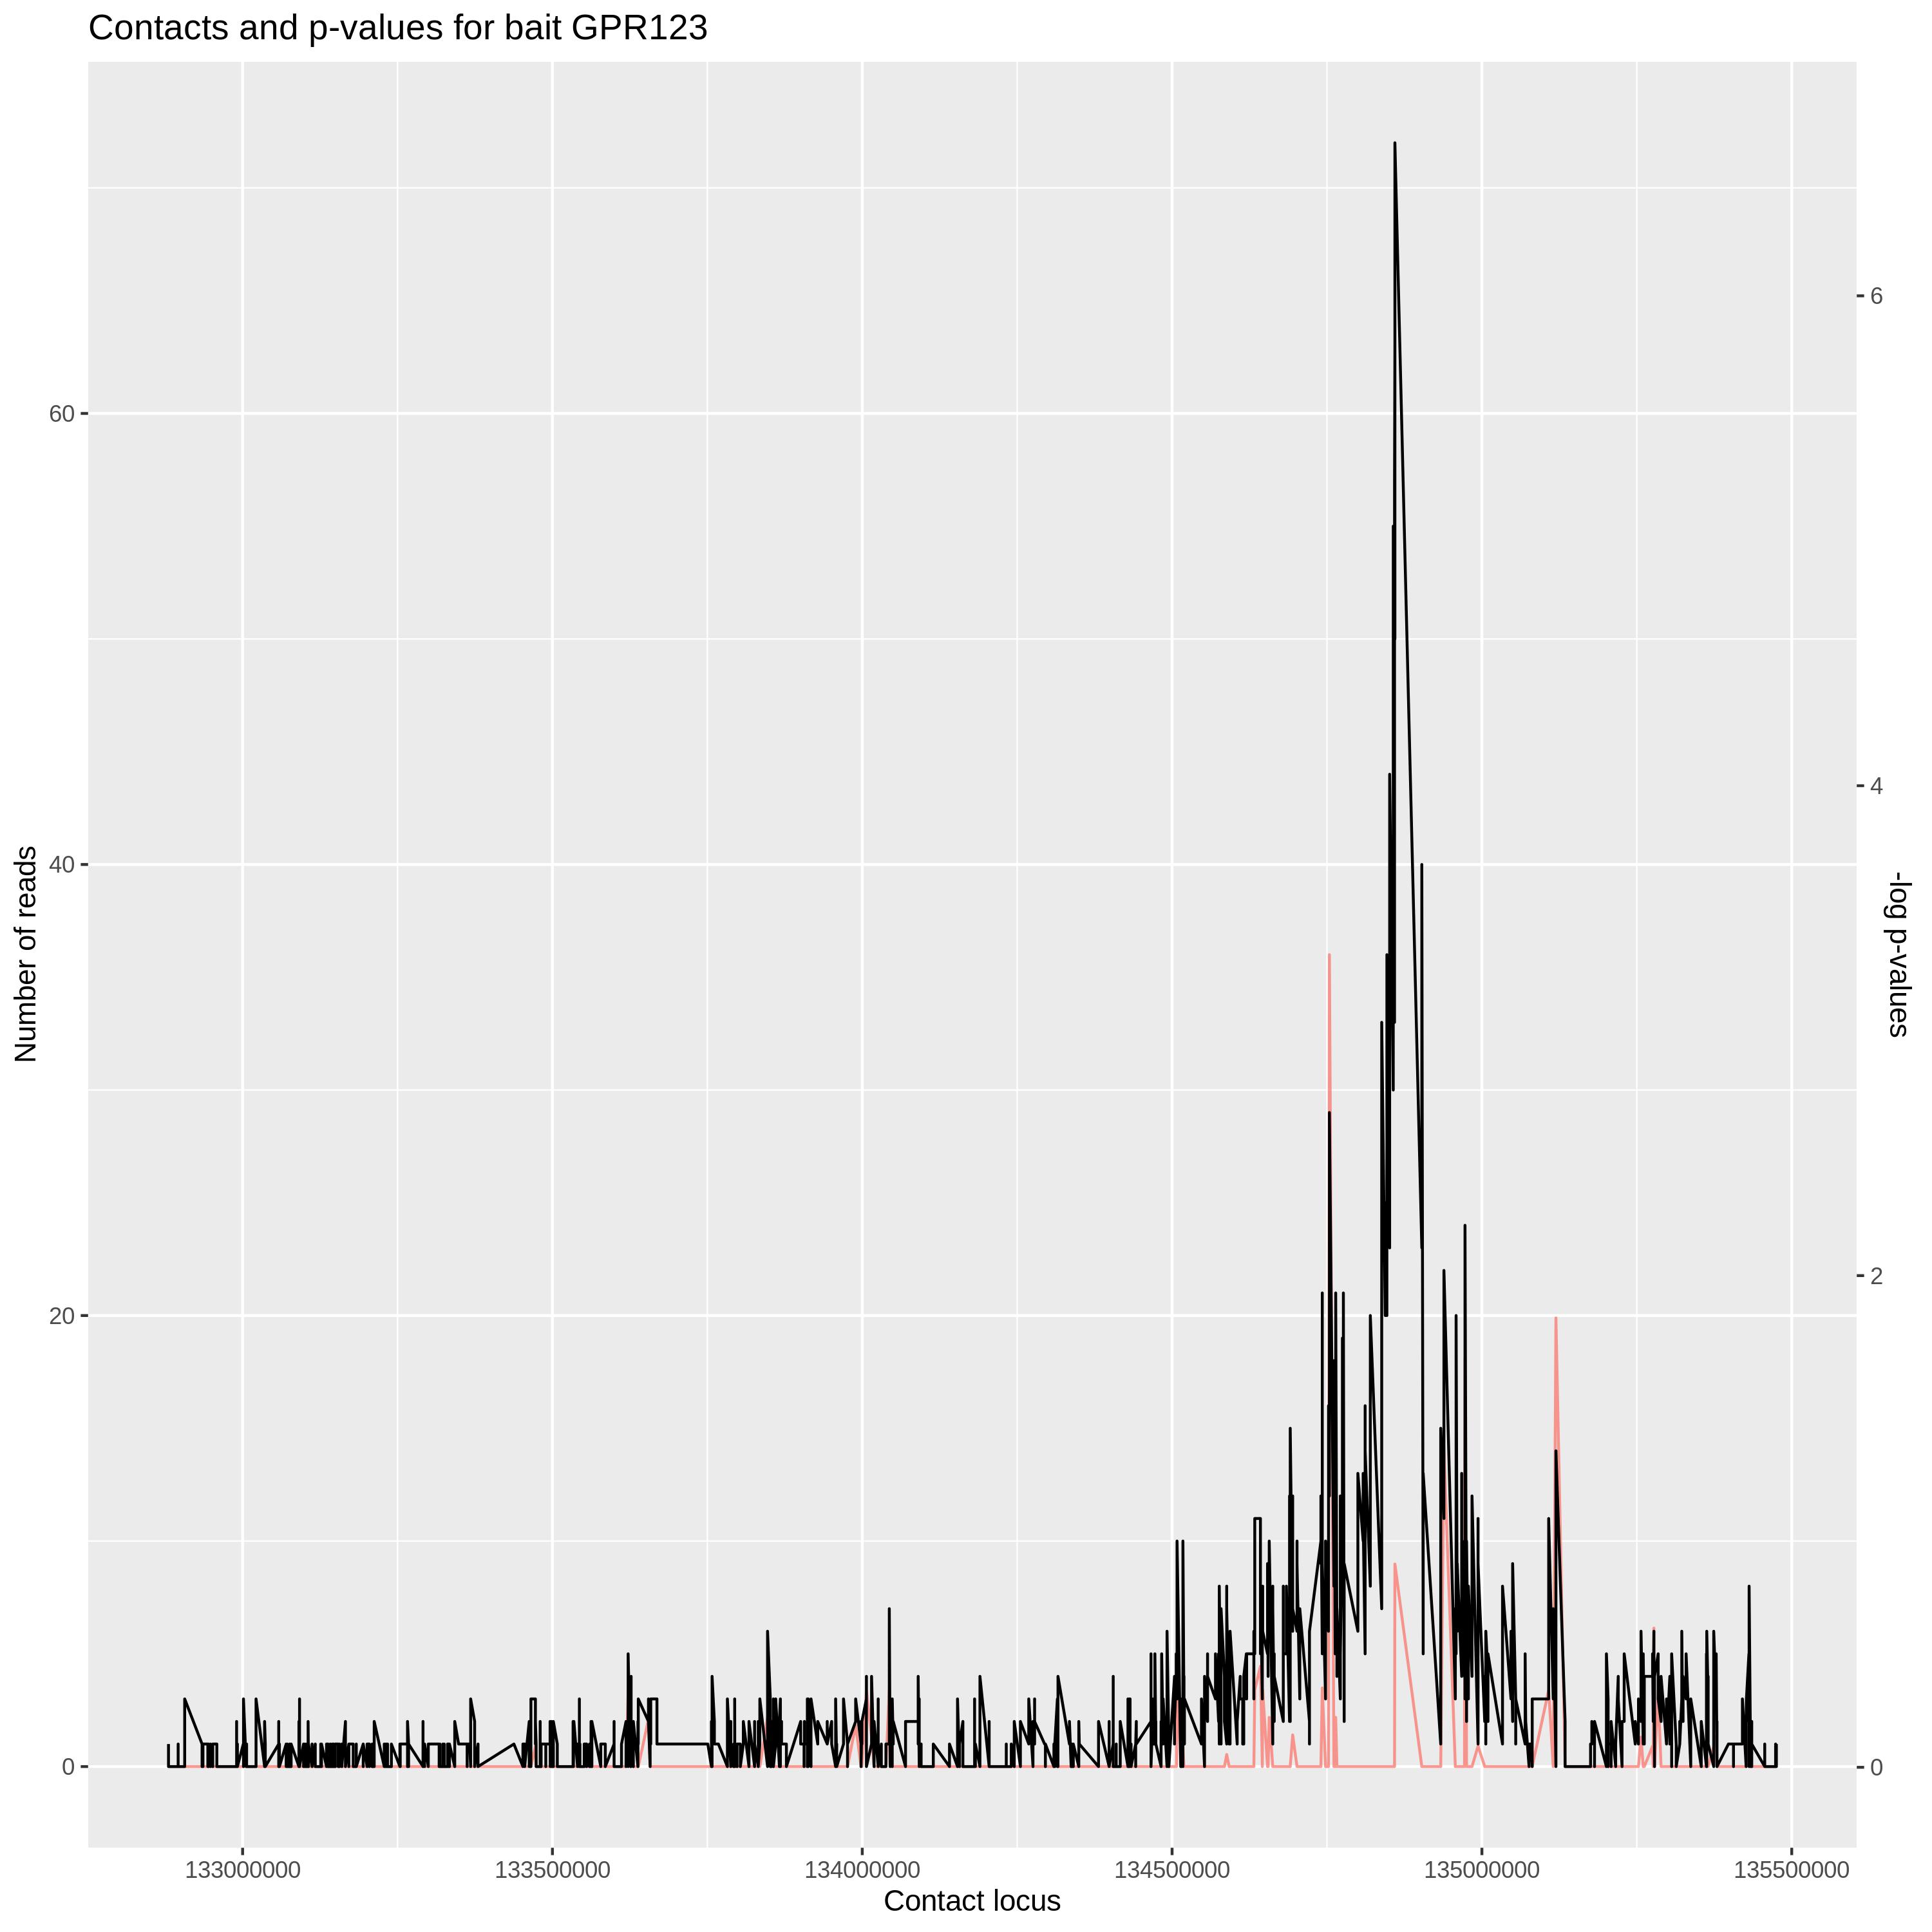 Contacts and p-values for bait GPR123
60
40
20
0
Number of reads
6
4
2
0
-log p-values
133000000 133500000 134000000 134500000 135000000 135500000
Contact locus